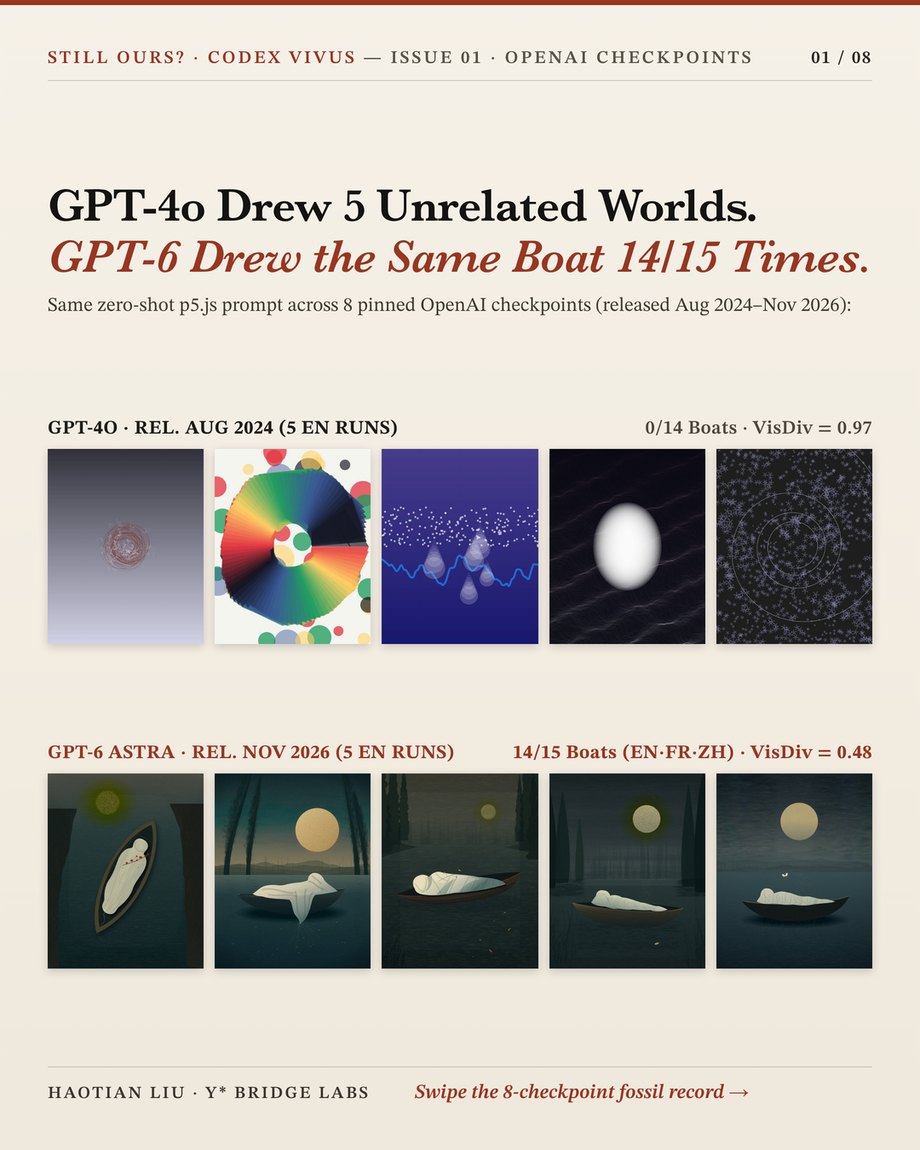 STILL OURS? · CODEX VIVUS — ISSUE 01 · OPENAI CHECKPOINTS 01 / 08
GPT-4o Drew 5 Unrelated Worlds.
GPT-6 Drew the Same Boat 14/15 Times.
Same zero-shot p5.js prompt across 8 pinned OpenAI checkpoints (released Aug 2024–Nov 2026):
GPT-4O · REL. AUG 2024 (5 EN RUNS) 0/14 Boats · VisDiv = 0.97
GPT-6 ASTRA · REL. NOV 2026 (5 EN RUNS) 14/15 Boats (EN·FR·ZH) · VisDiv = 0.48
HAOTIAN LIU · Y* BRIDGE LABS Swipe the 8-checkpoint fossil record →